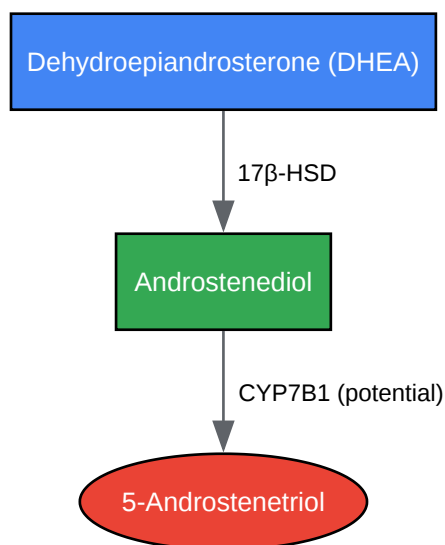 Dehydroepiandrosterone (DHEA)
17β-HSD
Androstenediol
CYP7B1 (potential)
5-Androstenetriol